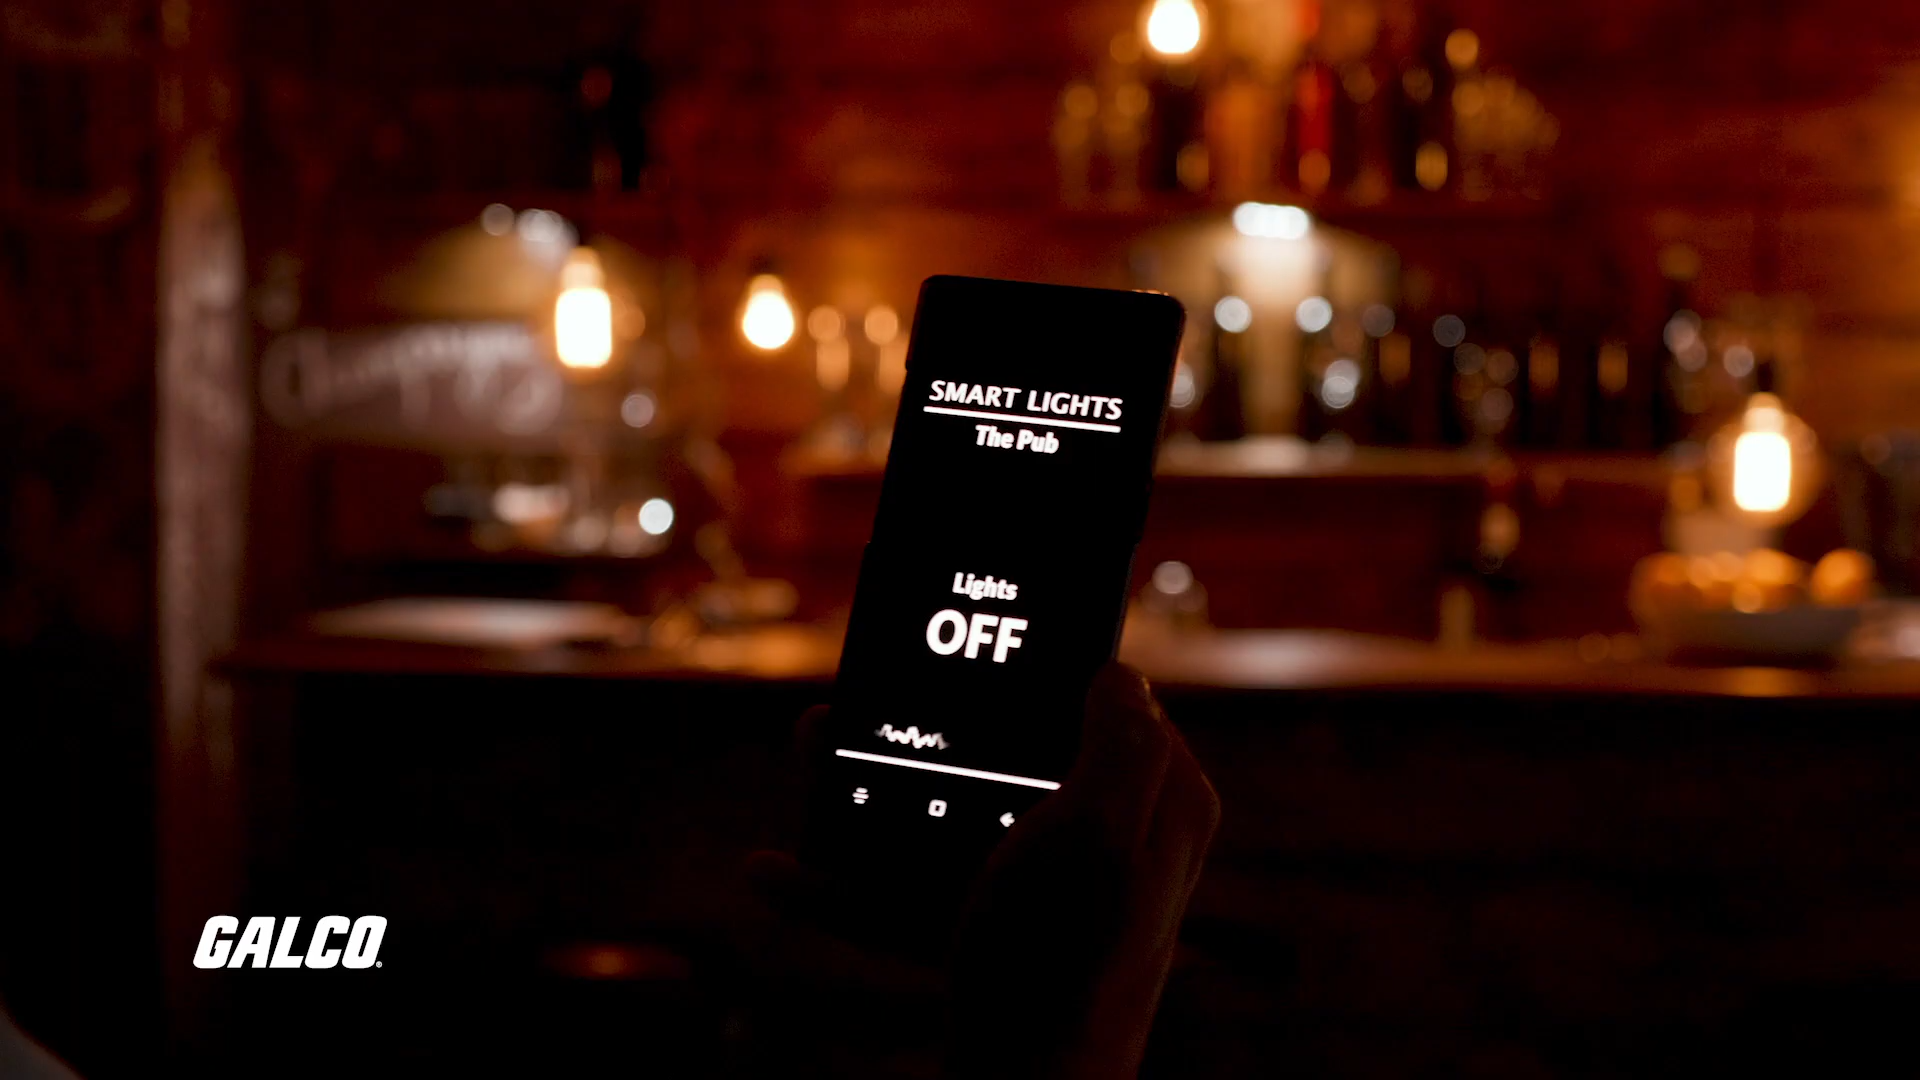 SMART LIGHTS
The Pub
Lights
OFF
GALCO